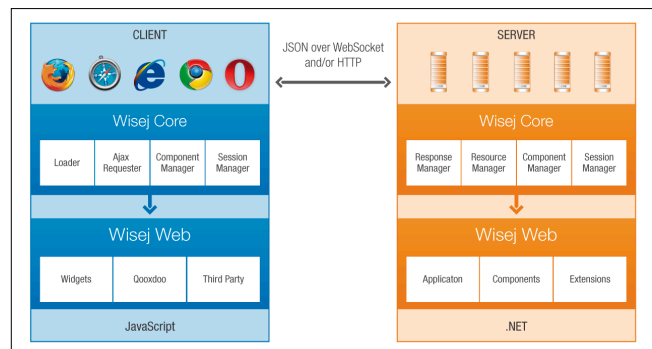 CLIENT
JSON over WebSocket
and/or HTTP
SERVER
Wisej Core
Loader
Ajax
Requester
Component
Manager
Session
Manager
Wisej Web
Widgets
Qooxdoo
Third Party
JavaScript
Wisej Core
Response
Manager
Resource
Manager
Component
Manager
Session
Manager
Wisej Web
Applicaton
Components
Extensions
.NET